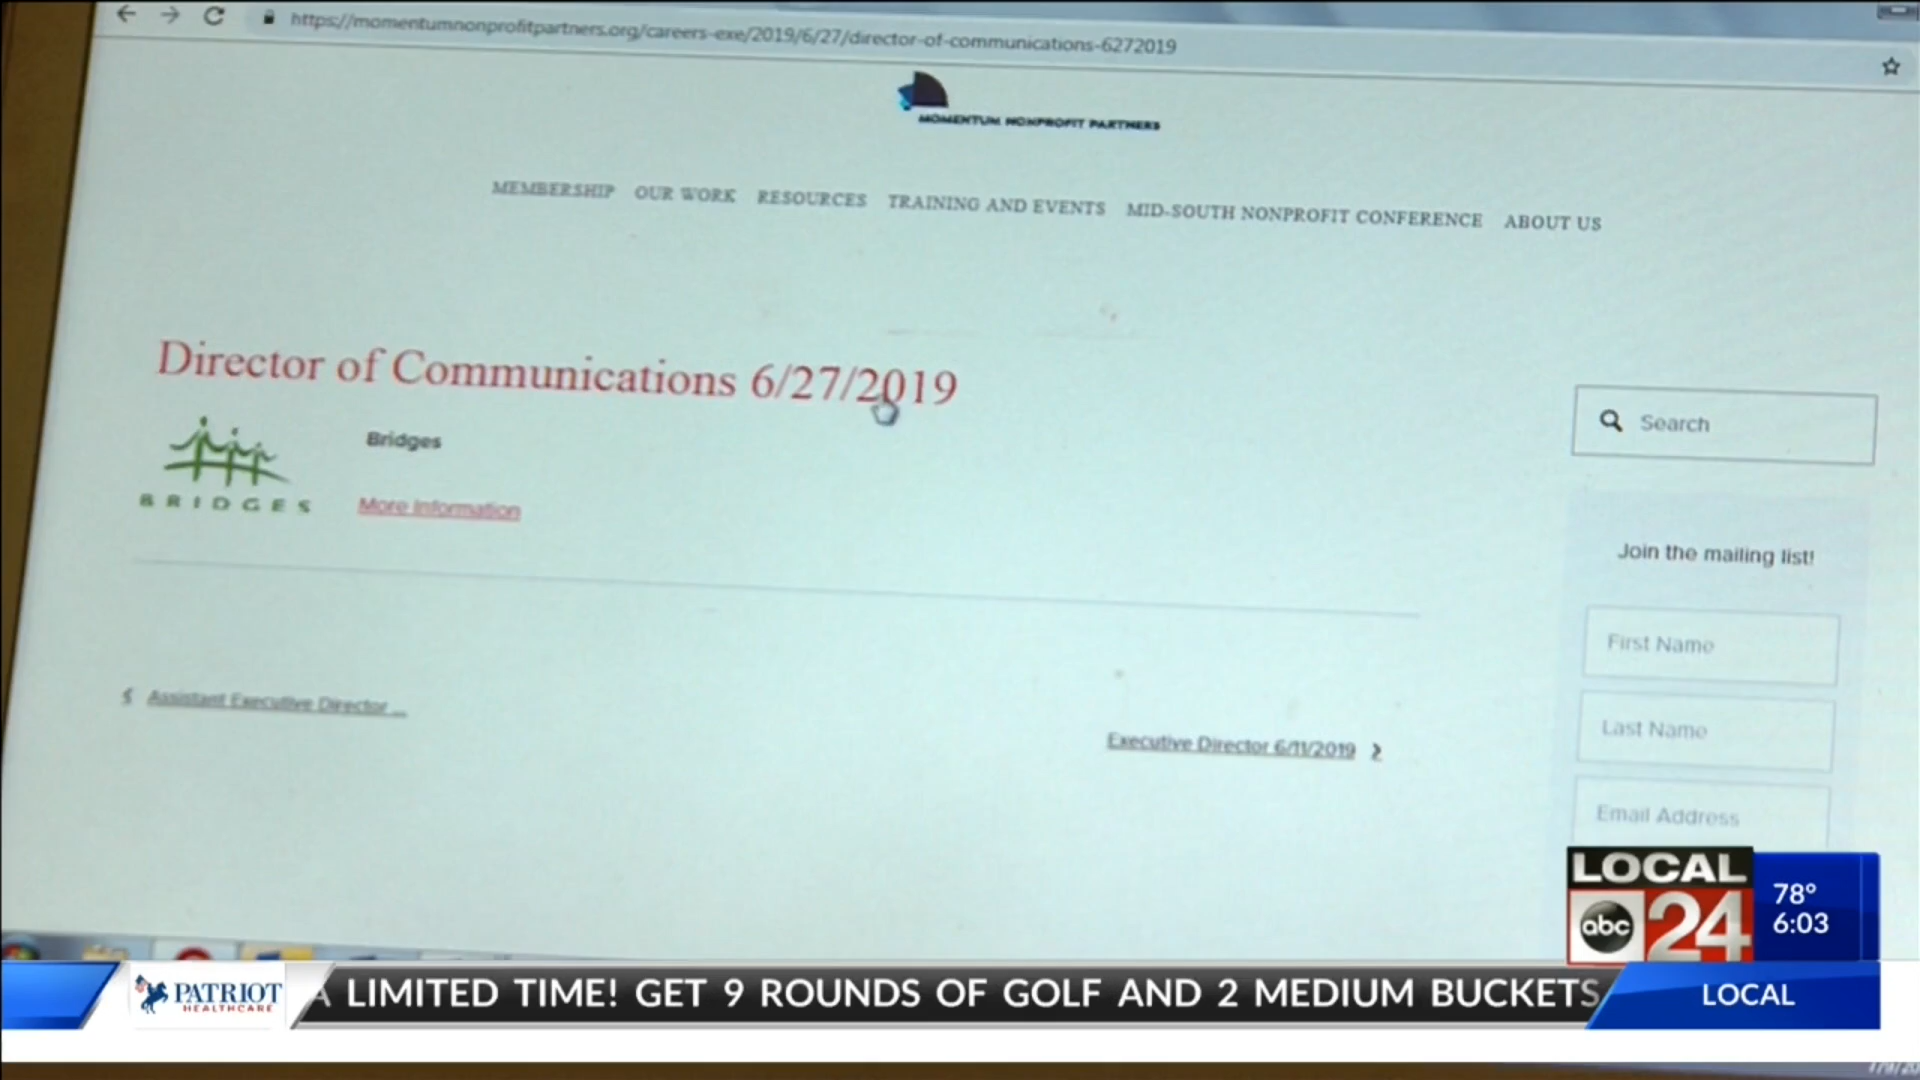 https://momentumnonprofitpartners.org/careers-exe/2019/6/27/director-of-communications-6272019
MOMENTUM NONPROFIT PARTNERS
MEMBERSHIP OUR WORK RESOURCES TRAINING AND EVENTS MID-SOUTH NONPROFIT CONFERENCE ABOUT US
Director of Communications 6/27/2019
Search
Bridges
BRIDGES
More Information
Join the mailing list!
First Name
Last Name
Email Address
Assistant Executive Director ...
Executive Director 6/11/2019
LOCAL
abc 24
78°
6:03
PATRIOT
HEALTHCARE
A LIMITED TIME! GET 9 ROUNDS OF GOLF AND 2 MEDIUM BUCKETS
LOCAL